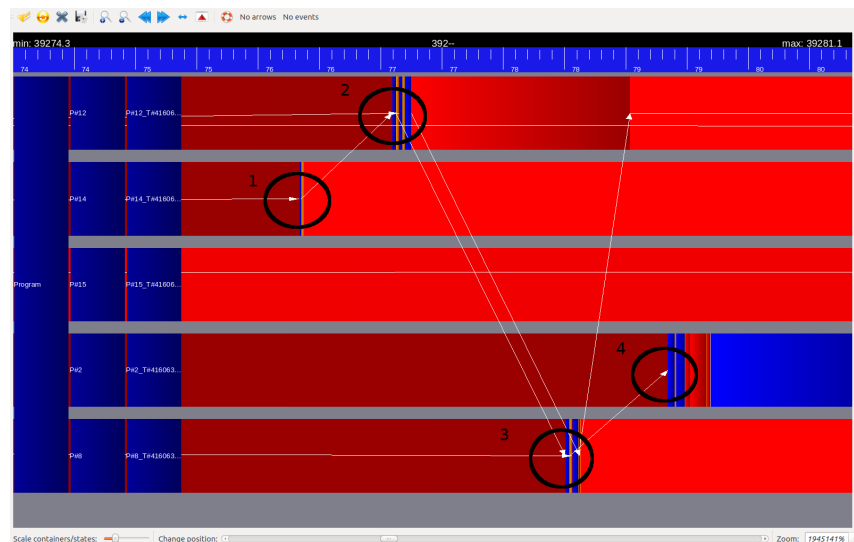 No arrows No events
min: 39274.3 392-- max: 39281.1
74 74 75 75 76 76 77 77 78 78 79 79 80 80
2
P#12 P#12_T#41606...
1
P#14 P#14_T#41606...
Program P#15 P#15_T#41606...
4
P#2 P#2_T#416063...
3
P#8 P#8_T#416063...
Scale containers/states: Change position: Zoom: 1945141%